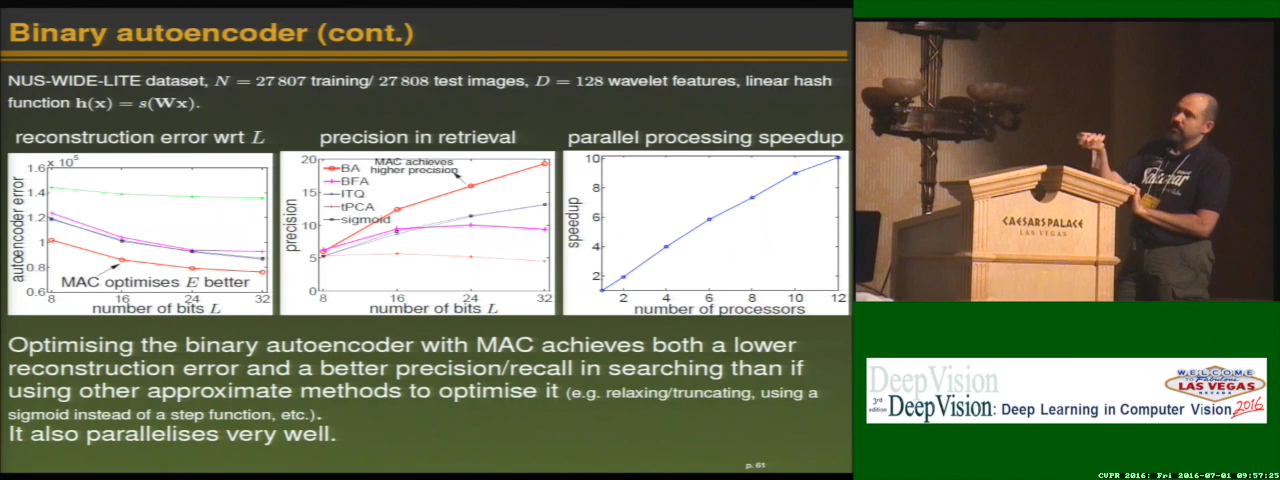 Binary autoencoder (cont.)
NUS-WIDE-LITE dataset, N = 27 807 training/ 27 808 test images, D = 128 wavelet features, linear hash
function h(x) = s(Wx).
reconstruction error wrt L
precision in retrieval
parallel processing speedup
x 10^5
1.6
1.4
1.2
1
0.8
0.6
autoencoder error
MAC optimises E better
8
16
24
32
number of bits L
20
15
10
5
0
precision
BA
BFA
ITQ
tPCA
sigmoid
MAC achieves
higher precision
8
16
24
32
number of bits L
10
8
6
4
2
speedup
2
4
6
8
10
12
number of processors
Optimising the binary autoencoder with MAC achieves both a lower
reconstruction error and a better precision/recall in searching than if
using other approximate methods to optimise it (e.g. relaxing/truncating, using a
sigmoid instead of a step function, etc.).
It also parallelises very well.
p. 61
CAESARS PALACE
LAS VEGAS
DeepVision
3rd
edition
DeepVision: Deep Learning in Computer Vision
WELCOME
TO Fabulous
LAS VEGAS
NEVADA
2016
CVPR 2016: Fri 2016-07-01 09:57:25